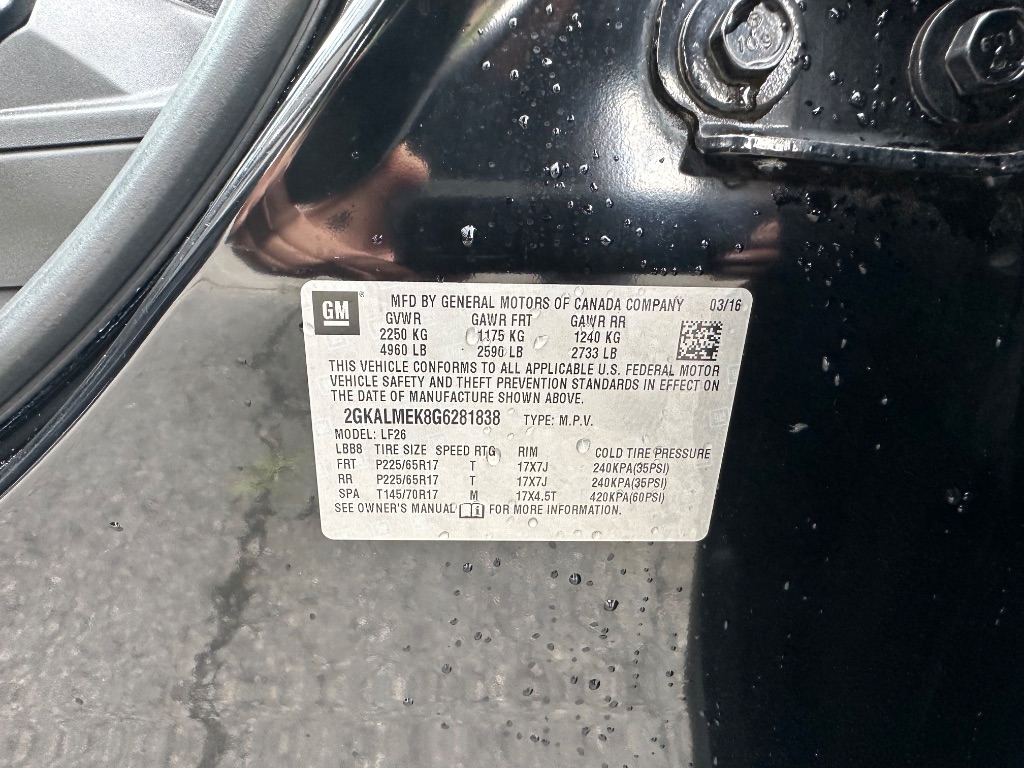 GM ® MFD BY GENERAL MOTORS OF CANADA COMPANY 03/16
GVWR GAWR FRT GAWR RR
2250 KG 1175 KG 1240 KG
4960 LB 2590 LB 2733 LB
THIS VEHICLE CONFORMS TO ALL APPLICABLE U.S. FEDERAL MOTOR
VEHICLE SAFETY AND THEFT PREVENTION STANDARDS IN EFFECT ON
THE DATE OF MANUFACTURE SHOWN ABOVE.
2GKALMEK8G6281838 TYPE: M.P.V.
MODEL: LF26
LBB8 TIRE SIZE SPEED RTG RIM COLD TIRE PRESSURE
FRT P225/65R17 T 17X7J 240KPA(35PSI)
RR P225/65R17 T 17X7J 240KPA(35PSI)
SPA T145/70R17 M 17X4.5T 420KPA(60PSI)
SEE OWNER'S MANUAL FOR MORE INFORMATION.